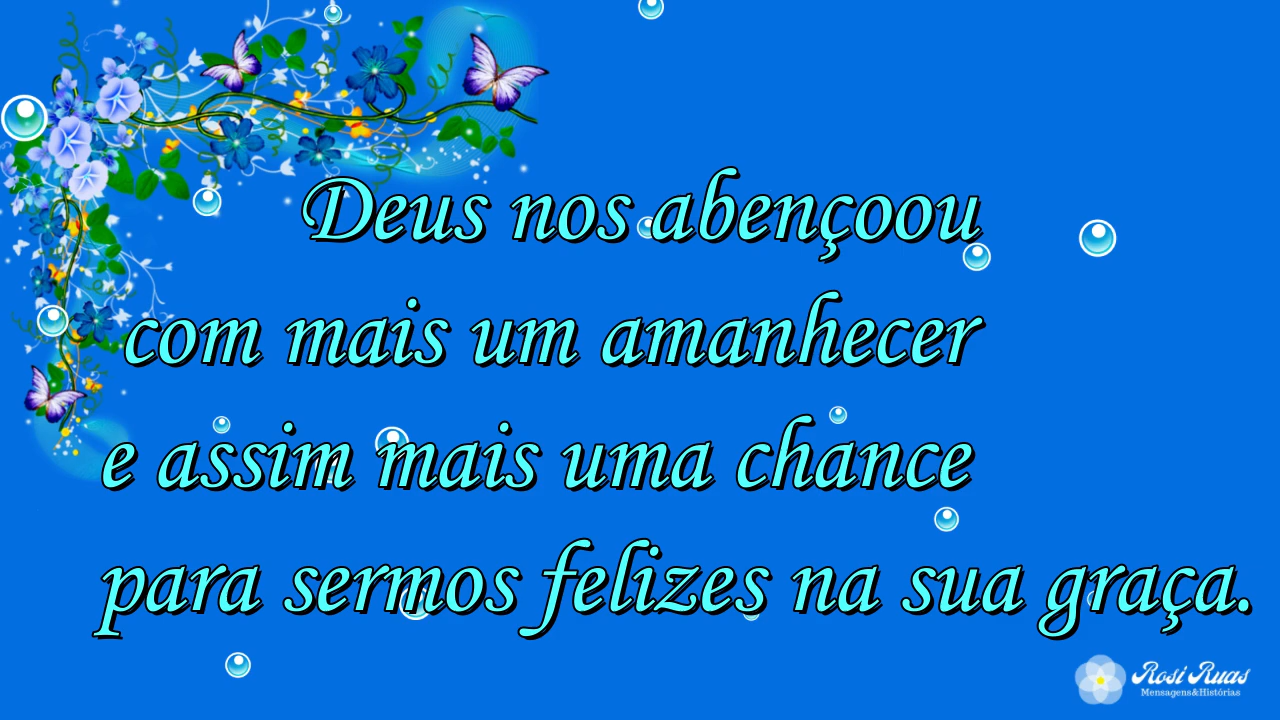 Deus nos abençoou
com mais um amanhecer
e assim mais uma chance
para sermos felizes na sua graça.
Rosi Ruas
Mensagens&Histórias